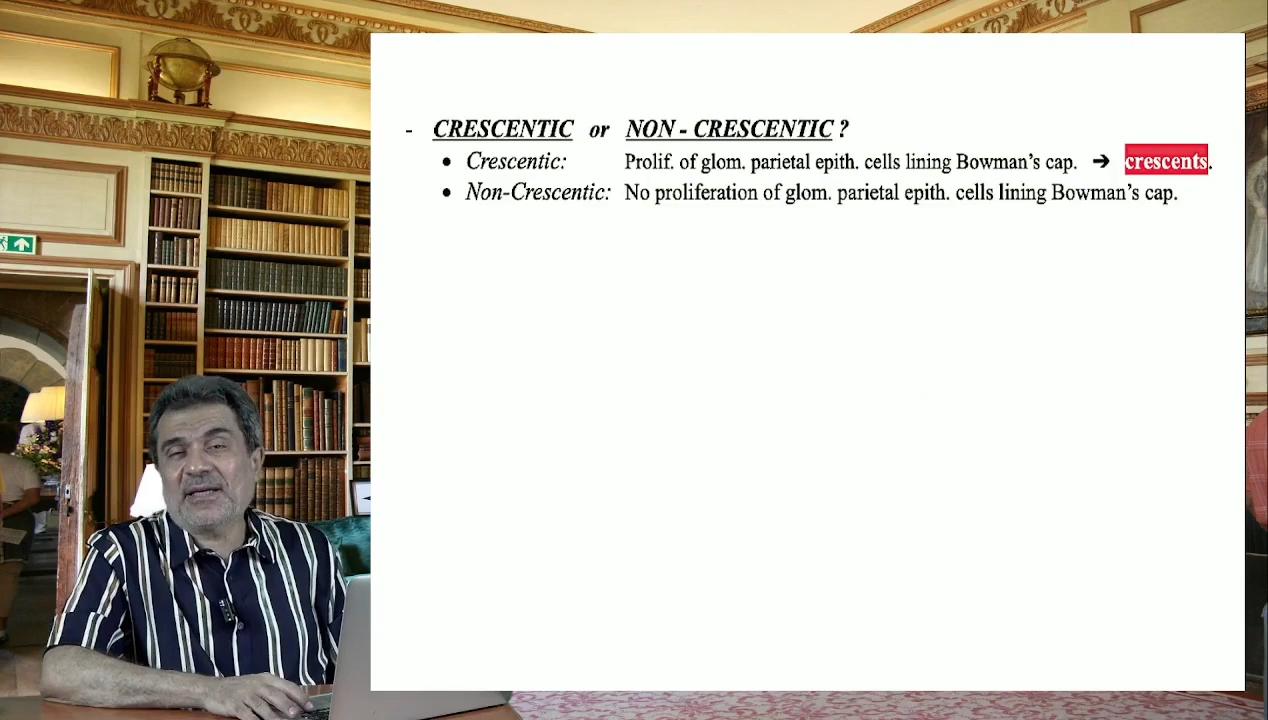 - CRESCENTIC or NON - CRESCENTIC ?
• Crescentic: Prolif. of glom. parietal epith. cells lining Bowman's cap. ➔ crescents.
• Non-Crescentic: No proliferation of glom. parietal epith. cells lining Bowman's cap.